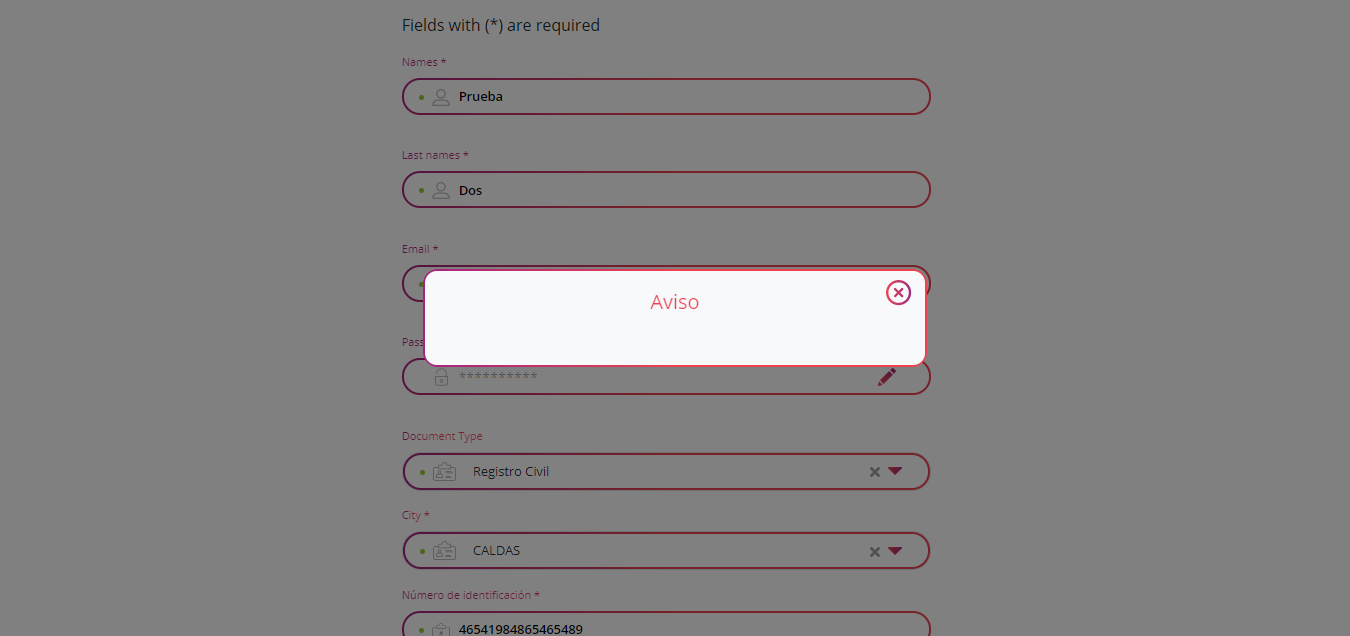 Fields with (*) are required
Names *
Prueba
Last names *
Dos
Email *
Aviso
Pass
**********
Document Type
Registro Civil
City *
CALDAS
Número de identificación *
46541984865465489